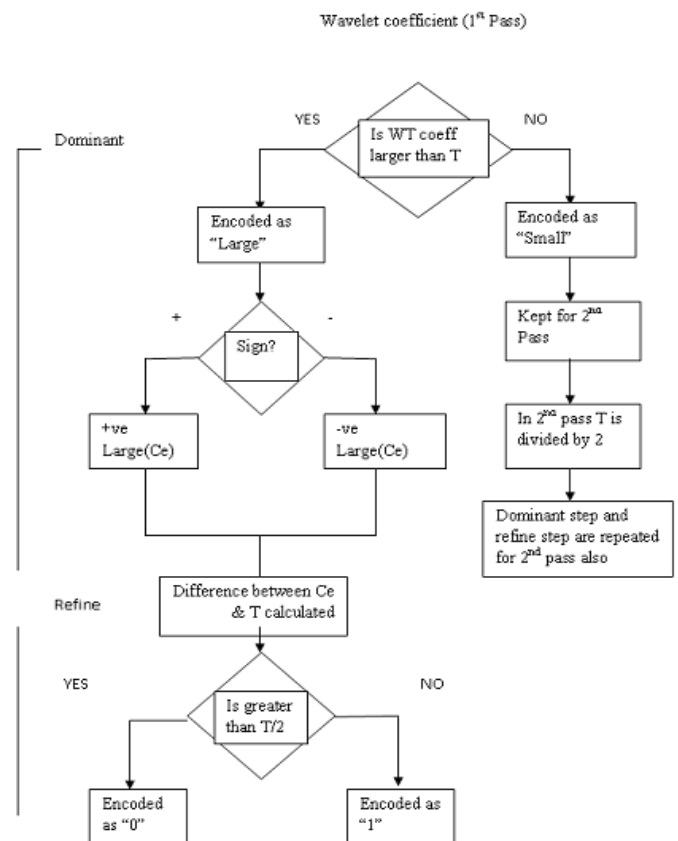 Wavelet coefficient (1st Pass)
YES
NO
Dominant
Is WT coeff
larger than T
Encoded as
“Large”
Encoded as
“Small”
+
-
Sign?
Kept for 2nd
Pass
+ve
Large(Ce)
-ve
Large(Ce)
In 2nd pass T is
divided by 2
Dominant step and
refine step are repeated
for 2nd pass also
Refine
Difference between Ce
& T calculated
YES
NO
Is greater
than T/2
Encoded
as “0”
Encoded as
“1”